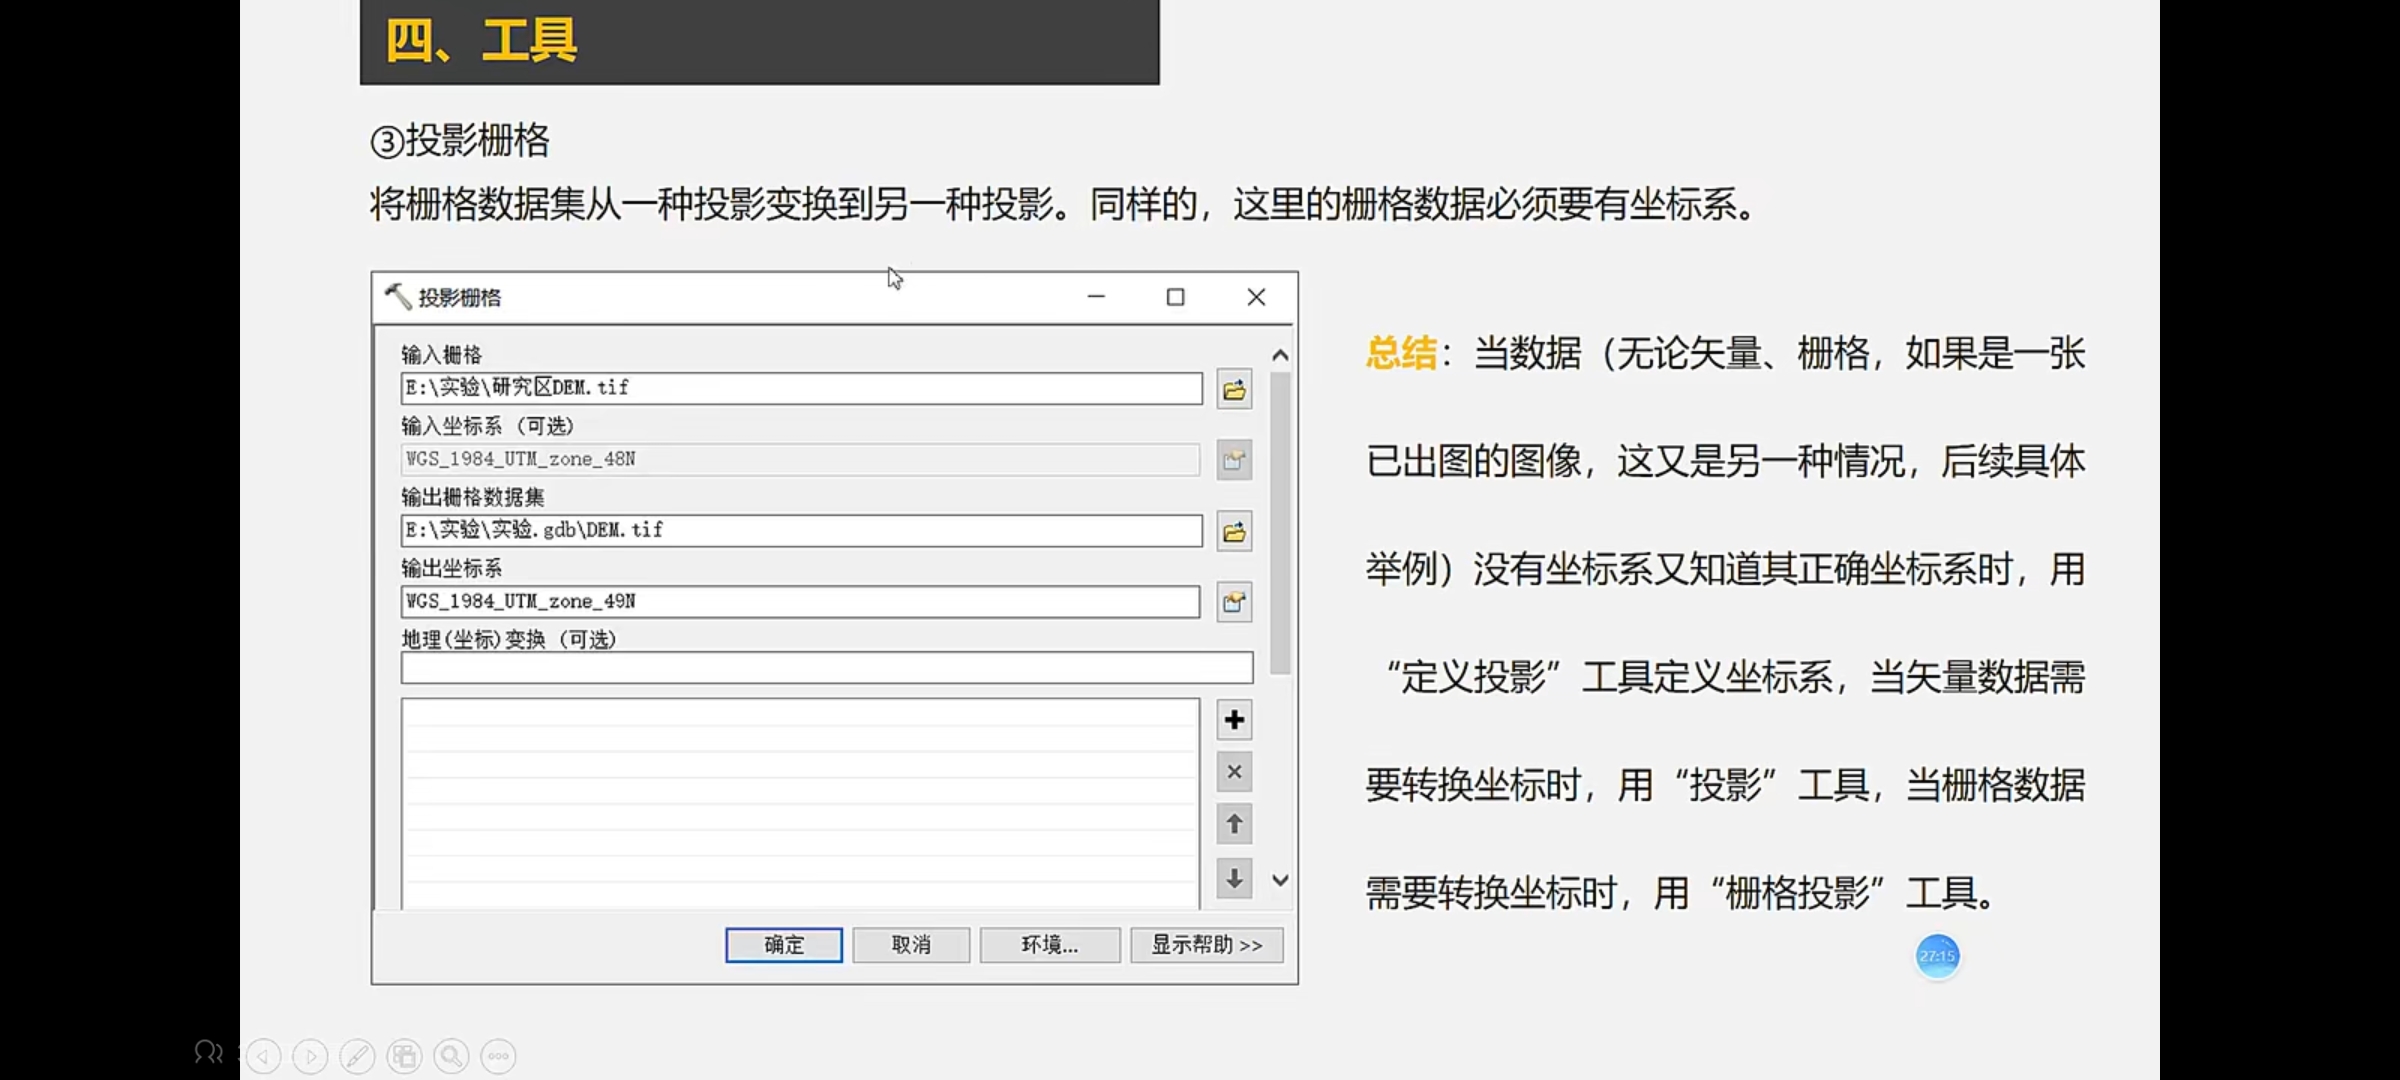 四、工具
③投影栅格
将栅格数据集从一种投影变换到另一种投影。同样的，这里的栅格数据必须要有坐标系。
投影栅格
输入栅格
E:\实验\研究区DEM.tif
输入坐标系（可选）
WGS_1984_UTM_zone_48N
输出栅格数据集
E:\实验\实验.gdb\DEM.tif
输出坐标系
WGS_1984_UTM_zone_49N
地理(坐标)变换（可选）
确定
取消
环境...
显示帮助 >>
总结：当数据（无论矢量、栅格，如果是一张
已出图的图像，这又是另一种情况，后续具体
举例）没有坐标系又知道其正确坐标系时，用
“定义投影”工具定义坐标系，当矢量数据需
要转换坐标时，用“投影”工具，当栅格数据
需要转换坐标时，用“栅格投影”工具。
27:15